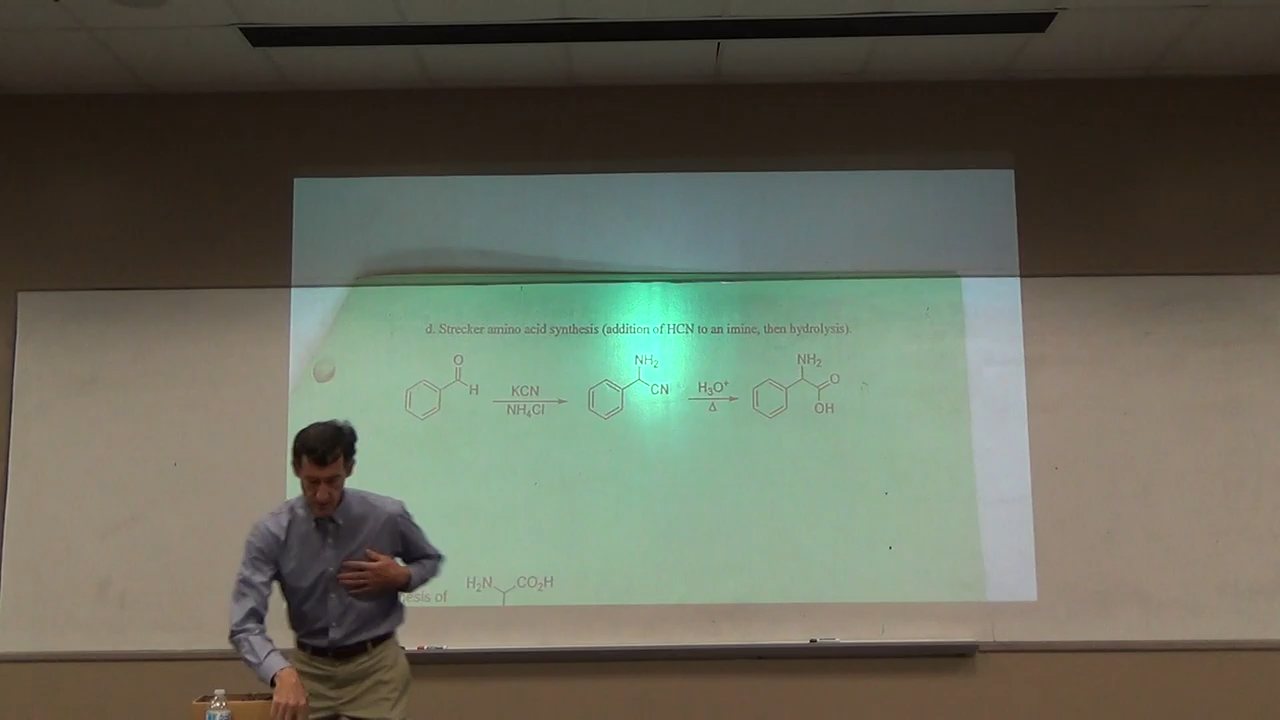 d. Strecker amino acid synthesis (addition of HCN to an imine, then hydrolysis).
O
H
KCN
NH₄Cl
NH₂
CN
H₃O⁺
Δ
NH₂
O
OH
H₂N CO₂H
of